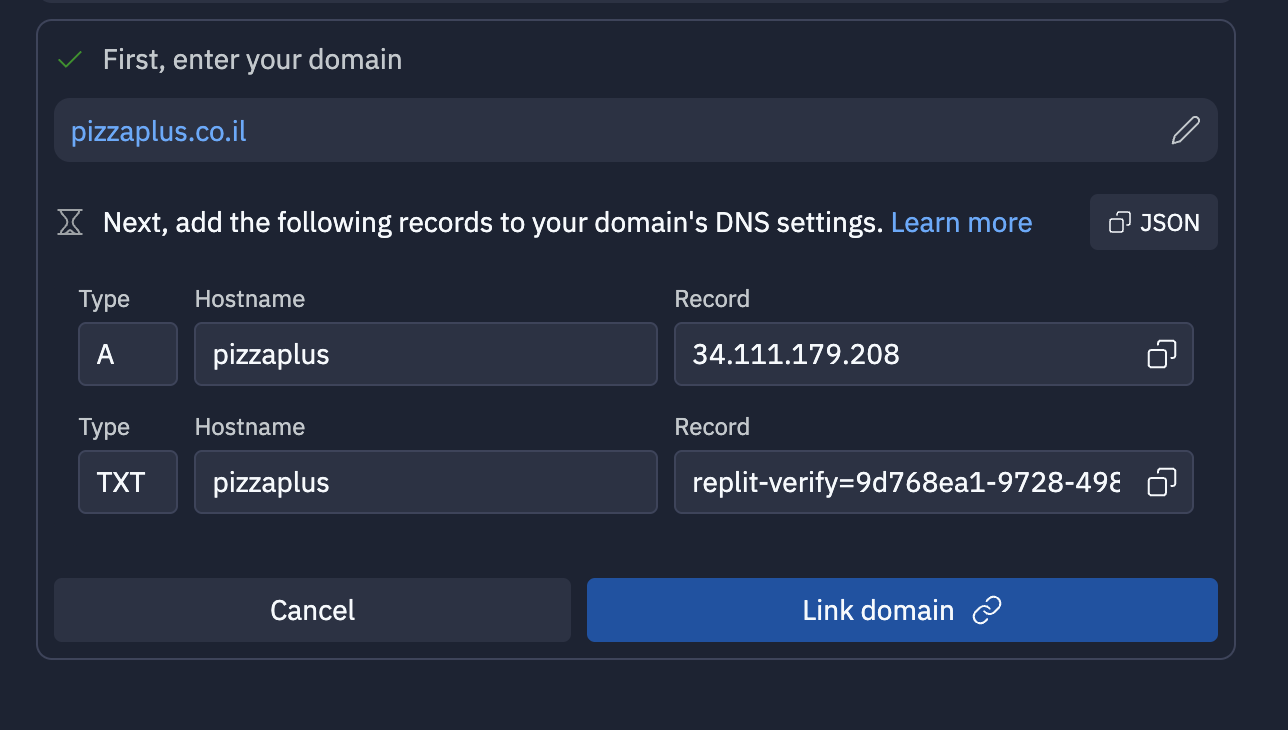 First, enter your domain
pizzaplus.co.il
Next, add the following records to your domain's DNS settings. Learn more
JSON
Type Hostname Record
A pizzaplus 34.111.179.208
Type Hostname Record
TXT pizzaplus replit-verify=9d768ea1-9728-498
Cancel Link domain